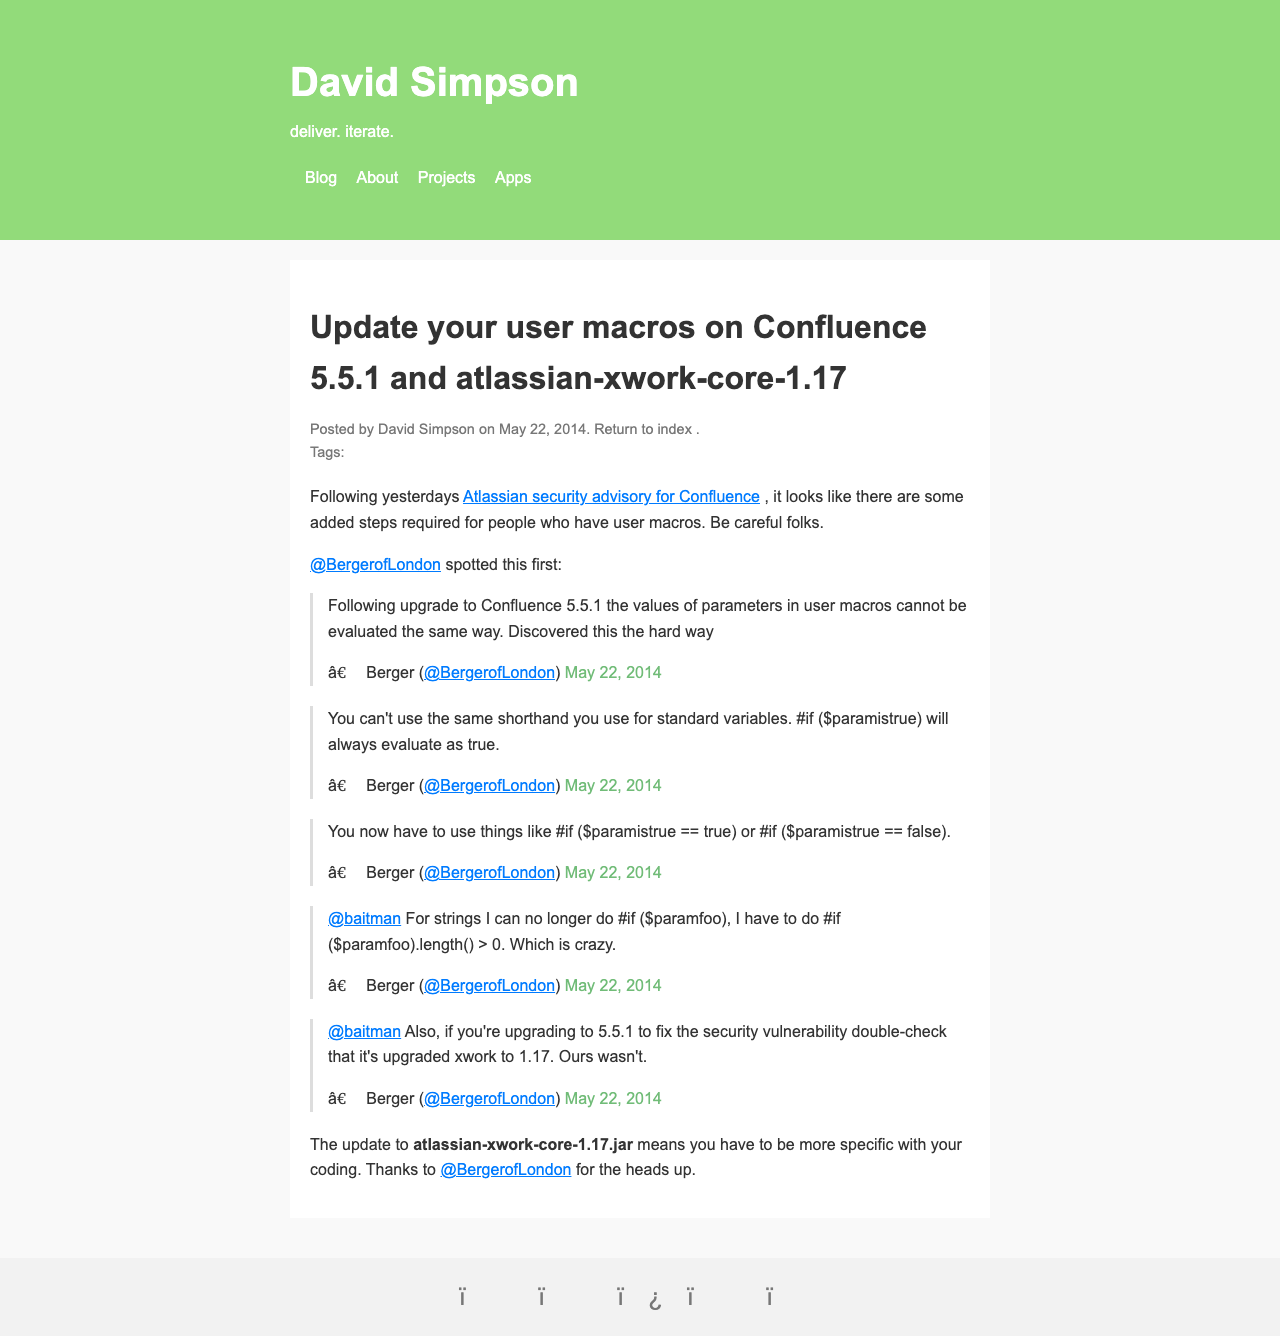 David Simpson
deliver. iterate.
Blog About Projects Apps
Update your user macros on Confluence
5.5.1 and atlassian-xwork-core-1.17
Posted by David Simpson on May 22, 2014. Return to index .
Tags:
Following yesterdays Atlassian security advisory for Confluence , it looks like there are some
added steps required for people who have user macros. Be careful folks.
@BergerofLondon spotted this first:
Following upgrade to Confluence 5.5.1 the values of parameters in user macros cannot be
evaluated the same way. Discovered this the hard way
â€ Berger (@BergerofLondon) May 22, 2014
You can't use the same shorthand you use for standard variables. #if ($paramistrue) will
always evaluate as true.
â€ Berger (@BergerofLondon) May 22, 2014
You now have to use things like #if ($paramistrue == true) or #if ($paramistrue == false).
â€ Berger (@BergerofLondon) May 22, 2014
@baitman For strings I can no longer do #if ($paramfoo), I have to do #if
($paramfoo).length() > 0. Which is crazy.
â€ Berger (@BergerofLondon) May 22, 2014
@baitman Also, if you're upgrading to 5.5.1 to fix the security vulnerability double-check
that it's upgraded xwork to 1.17. Ours wasn't.
â€ Berger (@BergerofLondon) May 22, 2014
The update to atlassian-xwork-core-1.17.jar means you have to be more specific with your
coding. Thanks to @BergerofLondon for the heads up.
ï ï ï ¿ ï ï